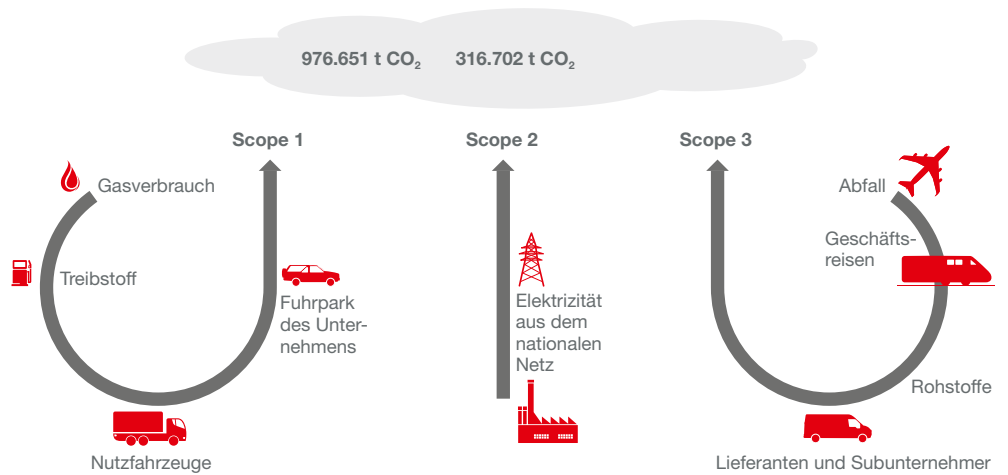 976.651 t CO₂ 316.702 t CO₂
Scope 1 Scope 2 Scope 3
Gasverbrauch
Treibstoff
Fuhrpark
des Unter-
nehmens
Nutzfahrzeuge
Elektrizität
aus dem
nationalen
Netz
Abfall
Geschäfts-
reisen
Rohstoffe
Lieferanten und Subunternehmer